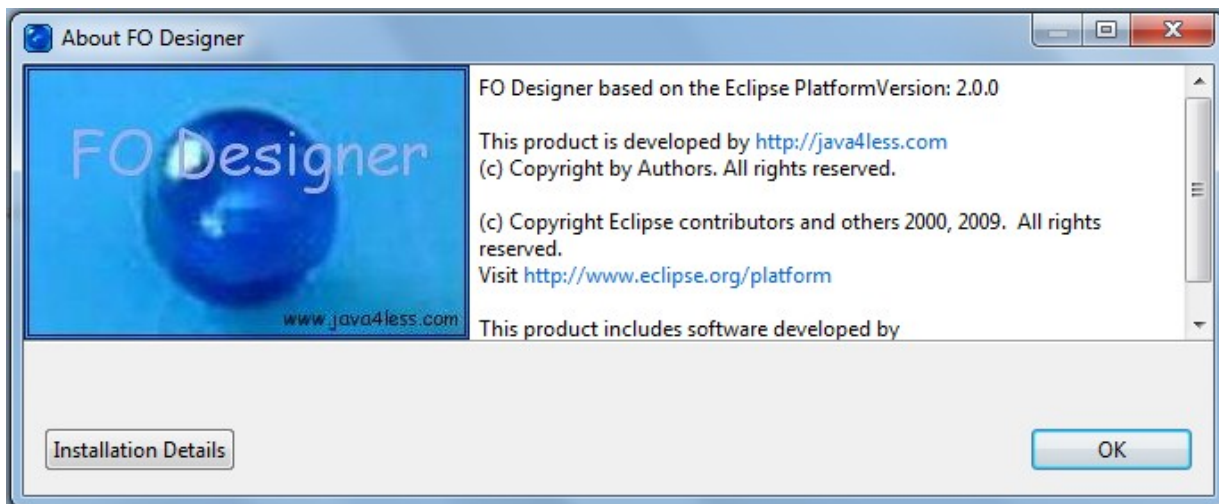 About FO Designer
FO Designer
www.java4less.com
FO Designer based on the Eclipse PlatformVersion: 2.0.0
This product is developed by http://java4less.com
(c) Copyright by Authors. All rights reserved.
(c) Copyright Eclipse contributors and others 2000, 2009.  All rights
reserved.
Visit http://www.eclipse.org/platform
This product includes software developed by
Installation Details
OK